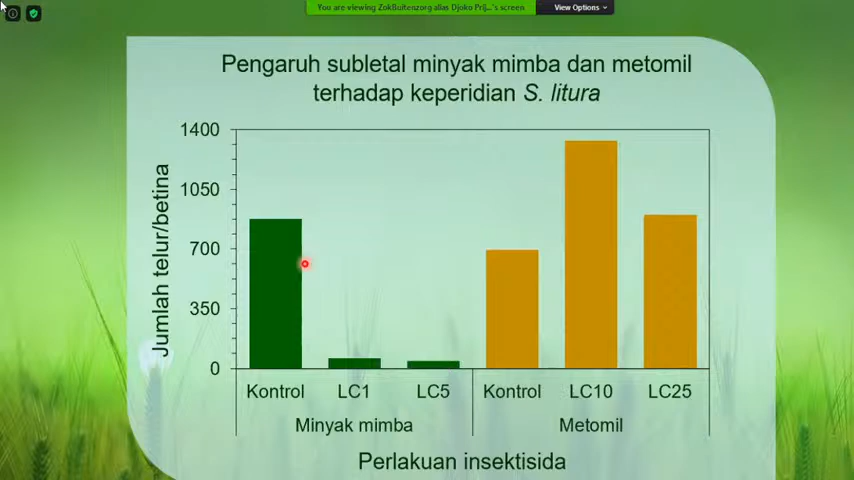 You are viewing ZokBuitenzorg alias Djoko Prij...'s screen
View Options
Pengaruh subletal minyak mimba dan metomil
terhadap keperidian S. litura
Jumlah telur/betina
1400
1050
700
350
0
Kontrol LC1 LC5 Kontrol LC10 LC25
Minyak mimba Metomil
Perlakuan insektisida